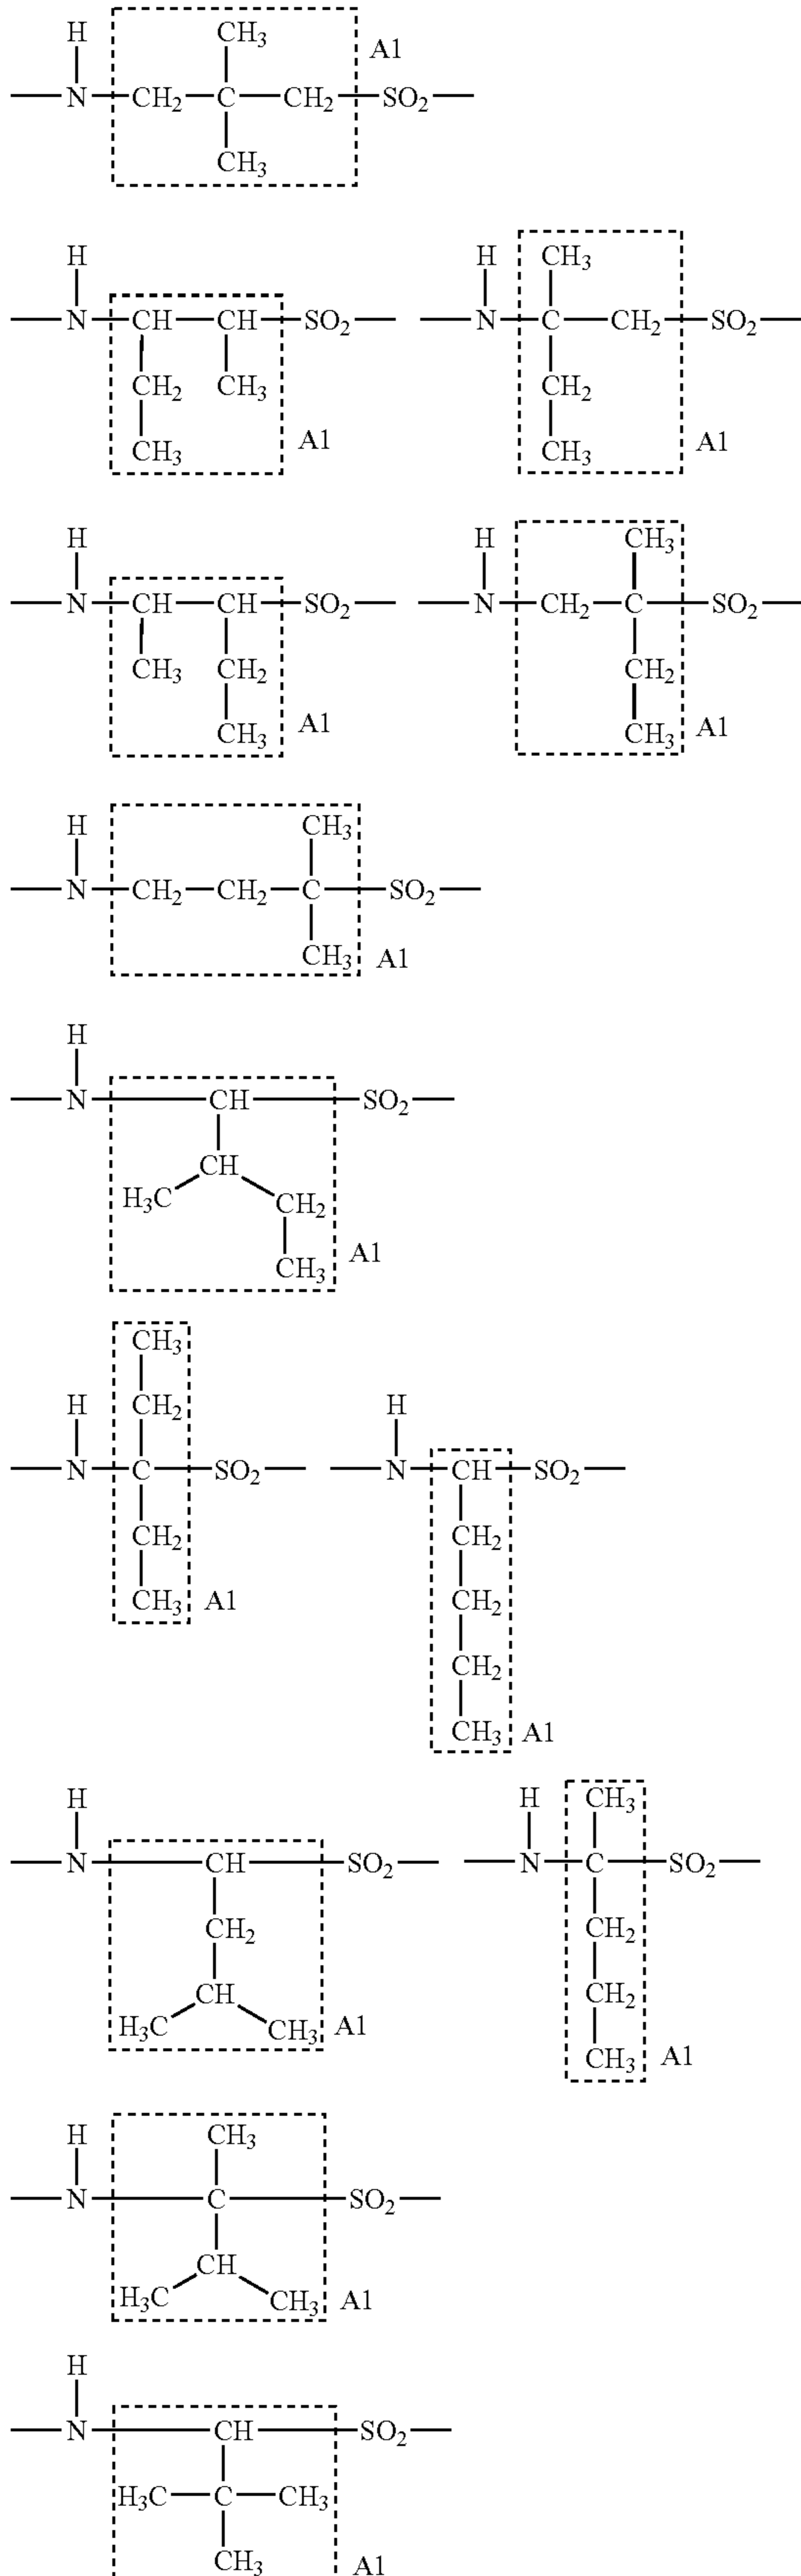 H CH₃ A1
N CH₂ C CH₂ SO₂
CH₃
H H CH₃
N CH CH SO₂ N C CH₂ SO₂
CH₂ CH₃ CH₂
CH₃ A1 CH₃ A1
H H CH₃
N CH CH SO₂ N CH₂ C SO₂
CH₃ CH₂ CH₂
CH₃ A1 CH₃ A1
H CH₃
N CH₂ CH₂ C SO₂
CH₃ A1
H
N CH SO₂
CH
H₃C CH₂
CH₃ A1
CH₃
H CH₂ H
N C SO₂ N CH SO₂
CH₂ CH₂
CH₃ A1 CH₂
CH₂
CH₃ A1
H H CH₃
N CH SO₂ N C SO₂
CH₂ CH₂
CH CH₂
H₃C CH₃ A1 CH₃ A1
H CH₃
N C SO₂
CH
H₃C CH₃ A1
H
N CH SO₂
H₃C C CH₃
CH₃ A1